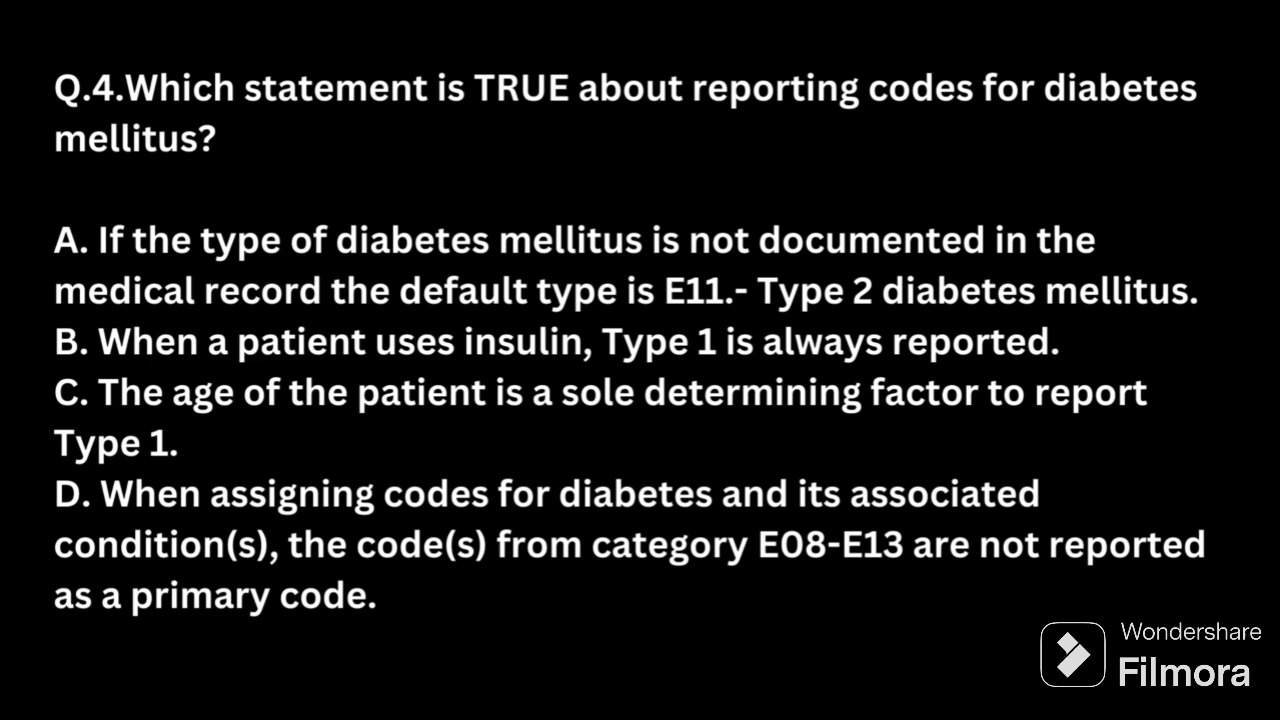 Q.4.Which statement is TRUE about reporting codes for diabetes
mellitus?
A. If the type of diabetes mellitus is not documented in the
medical record the default type is E11.- Type 2 diabetes mellitus.
B. When a patient uses insulin, Type 1 is always reported.
C. The age of the patient is a sole determining factor to report
Type 1.
D. When assigning codes for diabetes and its associated
condition(s), the code(s) from category E08-E13 are not reported
as a primary code.
Wondershare
Filmora